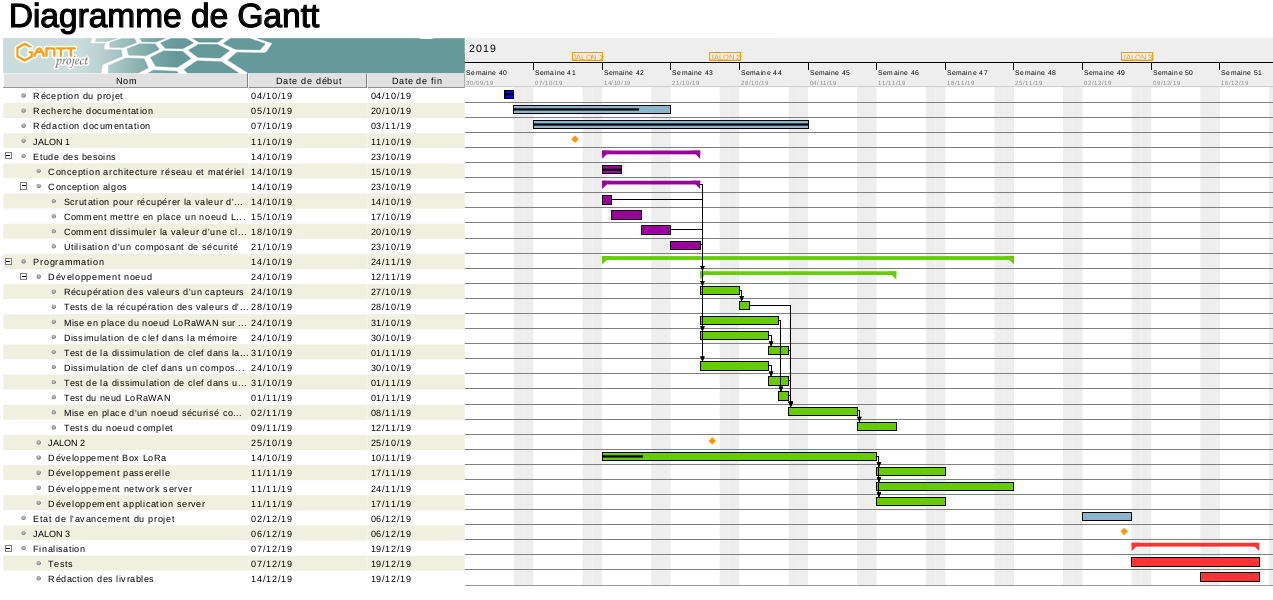 Diagramme de Gantt
GANTT project
2019
JALON 1 JALON 2 JALON 3
Nom Date de début Date de fin
Semaine 40 Semaine 41 Semaine 42 Semaine 43 Semaine 44 Semaine 45 Semaine 46 Semaine 47 Semaine 48 Semaine 49 Semaine 50 Semaine 51
30/09/19 07/10/19 14/10/19 21/10/19 28/10/19 04/11/19 11/11/19 18/11/19 25/11/19 02/12/19 09/12/19 16/12/19
Réception du projet 04/10/19 04/10/19
Recherche documentation 05/10/19 20/10/19
Rédaction documentation 07/10/19 03/11/19
JALON 1 11/10/19 11/10/19
Etude des besoins 14/10/19 23/10/19
Conception architecture réseau et matériel 14/10/19 15/10/19
Conception algos 14/10/19 23/10/19
Scrutation pour récupérer la valeur d'... 14/10/19 14/10/19
Comment mettre en place un noeud L... 15/10/19 17/10/19
Comment dissimuler la valeur d'une cl... 18/10/19 20/10/19
Utilisation d'un composant de sécurité 21/10/19 23/10/19
Programmation 14/10/19 24/11/19
Développement noeud 24/10/19 12/11/19
Récupération des valeurs d'un capteurs 24/10/19 27/10/19
Tests de la récupération des valeurs d'... 28/10/19 28/10/19
Mise en place du noeud LoRaWAN sur ... 24/10/19 31/10/19
Dissimulation de clef dans la mémoire 24/10/19 30/10/19
Test de la dissimulation de clef dans la... 31/10/19 01/11/19
Dissimulation de clef dans un compos... 24/10/19 30/10/19
Test de la dissimulation de clef dans u... 31/10/19 01/11/19
Test du neud LoRaWAN 01/11/19 01/11/19
Mise en place d'un noeud sécurisé co... 02/11/19 08/11/19
Tests du noeud complet 09/11/19 12/11/19
JALON 2 25/10/19 25/10/19
Développement Box LoRa 14/10/19 10/11/19
Développement passerelle 11/11/19 17/11/19
Développement network server 11/11/19 24/11/19
Développement application server 11/11/19 17/11/19
Etat de l'avancement du projet 02/12/19 06/12/19
JALON 3 06/12/19 06/12/19
Finalisation 07/12/19 19/12/19
Tests 07/12/19 19/12/19
Rédaction des livrables 14/12/19 19/12/19